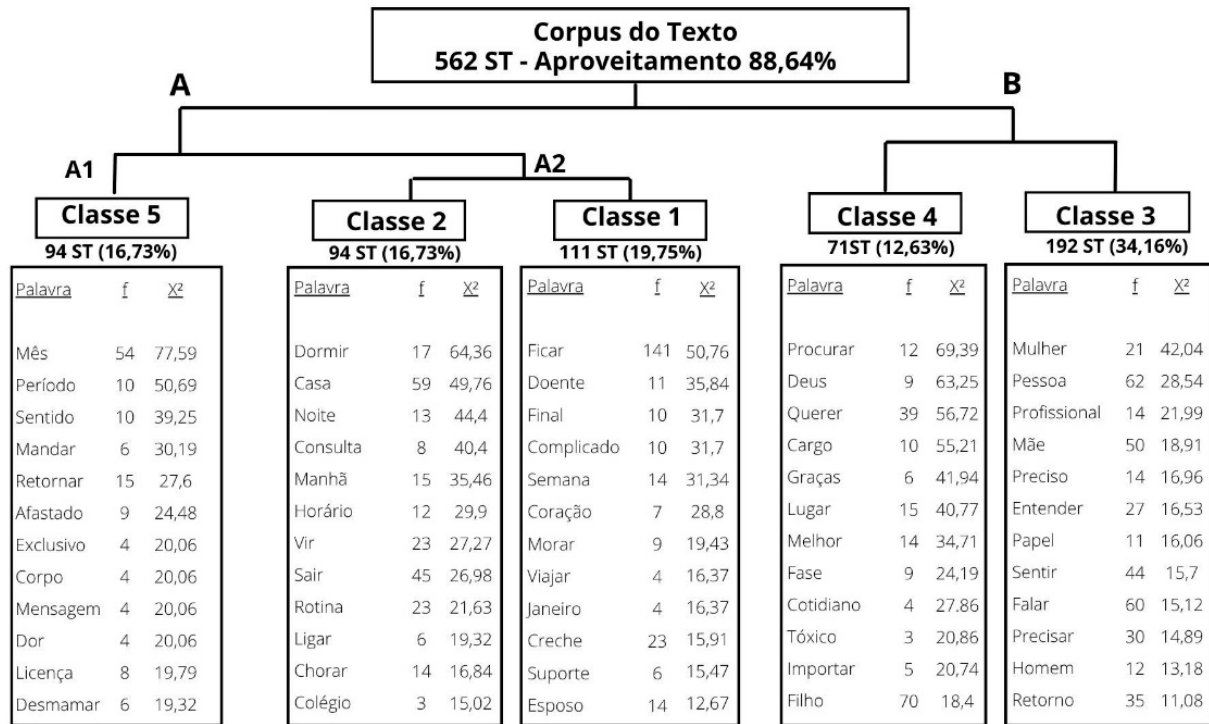 Corpus do Texto
562 ST - Aproveitamento 88,64%
A
B
A1
A2
Classe 5
94 ST (16,73%)
Palavra f X²
Mês 54 77,59
Período 10 50,69
Sentido 10 39,25
Mandar 6 30,19
Retornar 15 27,6
Afastado 9 24,48
Exclusivo 4 20,06
Corpo 4 20,06
Mensagem 4 20,06
Dor 4 20,06
Licença 8 19,79
Desmamar 6 19,32
Classe 2
94 ST (16,73%)
Palavra f X²
Dormir 17 64,36
Casa 59 49,76
Noite 13 44,4
Consulta 8 40,4
Manhã 15 35,46
Horário 12 29,9
Vir 23 27,27
Sair 45 26,98
Rotina 23 21,63
Ligar 6 19,32
Chorar 14 16,84
Colégio 3 15,02
Classe 1
111 ST (19,75%)
Palavra f X²
Ficar 141 50,76
Doente 11 35,84
Final 10 31,7
Complicado 10 31,7
Semana 14 31,34
Coração 7 28,8
Morar 9 19,43
Viajar 4 16,37
Janeiro 4 16,37
Creche 23 15,91
Suporte 6 15,47
Esposo 14 12,67
Classe 4
71ST (12,63%)
Palavra f X²
Procurar 12 69,39
Deus 9 63,25
Querer 39 56,72
Cargo 10 55,21
Graças 6 41,94
Lugar 15 40,77
Melhor 14 34,71
Fase 9 24,19
Cotidiano 4 27.86
Tóxico 3 20,86
Importar 5 20,74
Filho 70 18,4
Classe 3
192 ST (34,16%)
Palavra f X²
Mulher 21 42,04
Pessoa 62 28,54
Profissional 14 21,99
Mãe 50 18,91
Preciso 14 16,96
Entender 27 16,53
Papel 11 16,06
Sentir 44 15,7
Falar 60 15,12
Precisar 30 14,89
Homem 12 13,18
Retorno 35 11,08